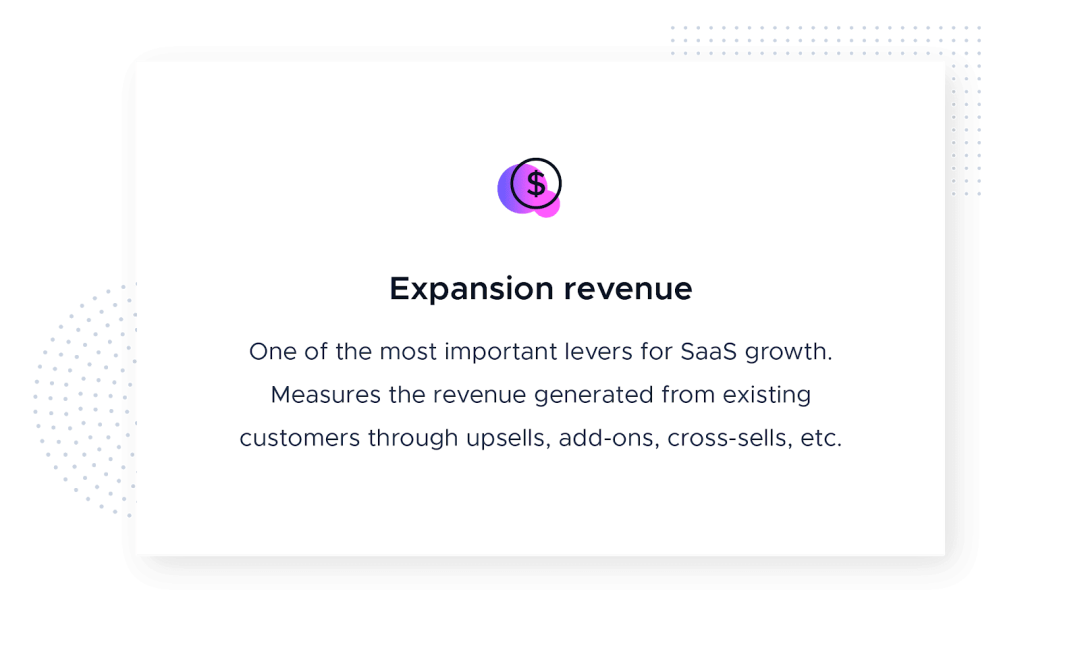 $
Expansion revenue
One of the most important levers for SaaS growth.
Measures the revenue generated from existing
customers through upsells, add-ons, cross-sells, etc.